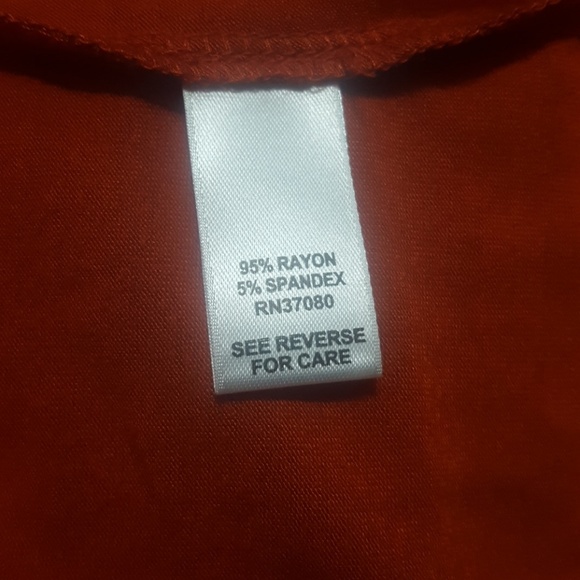 95% RAYON
5% SPANDEX
RN37080
SEE REVERSE
FOR CARE